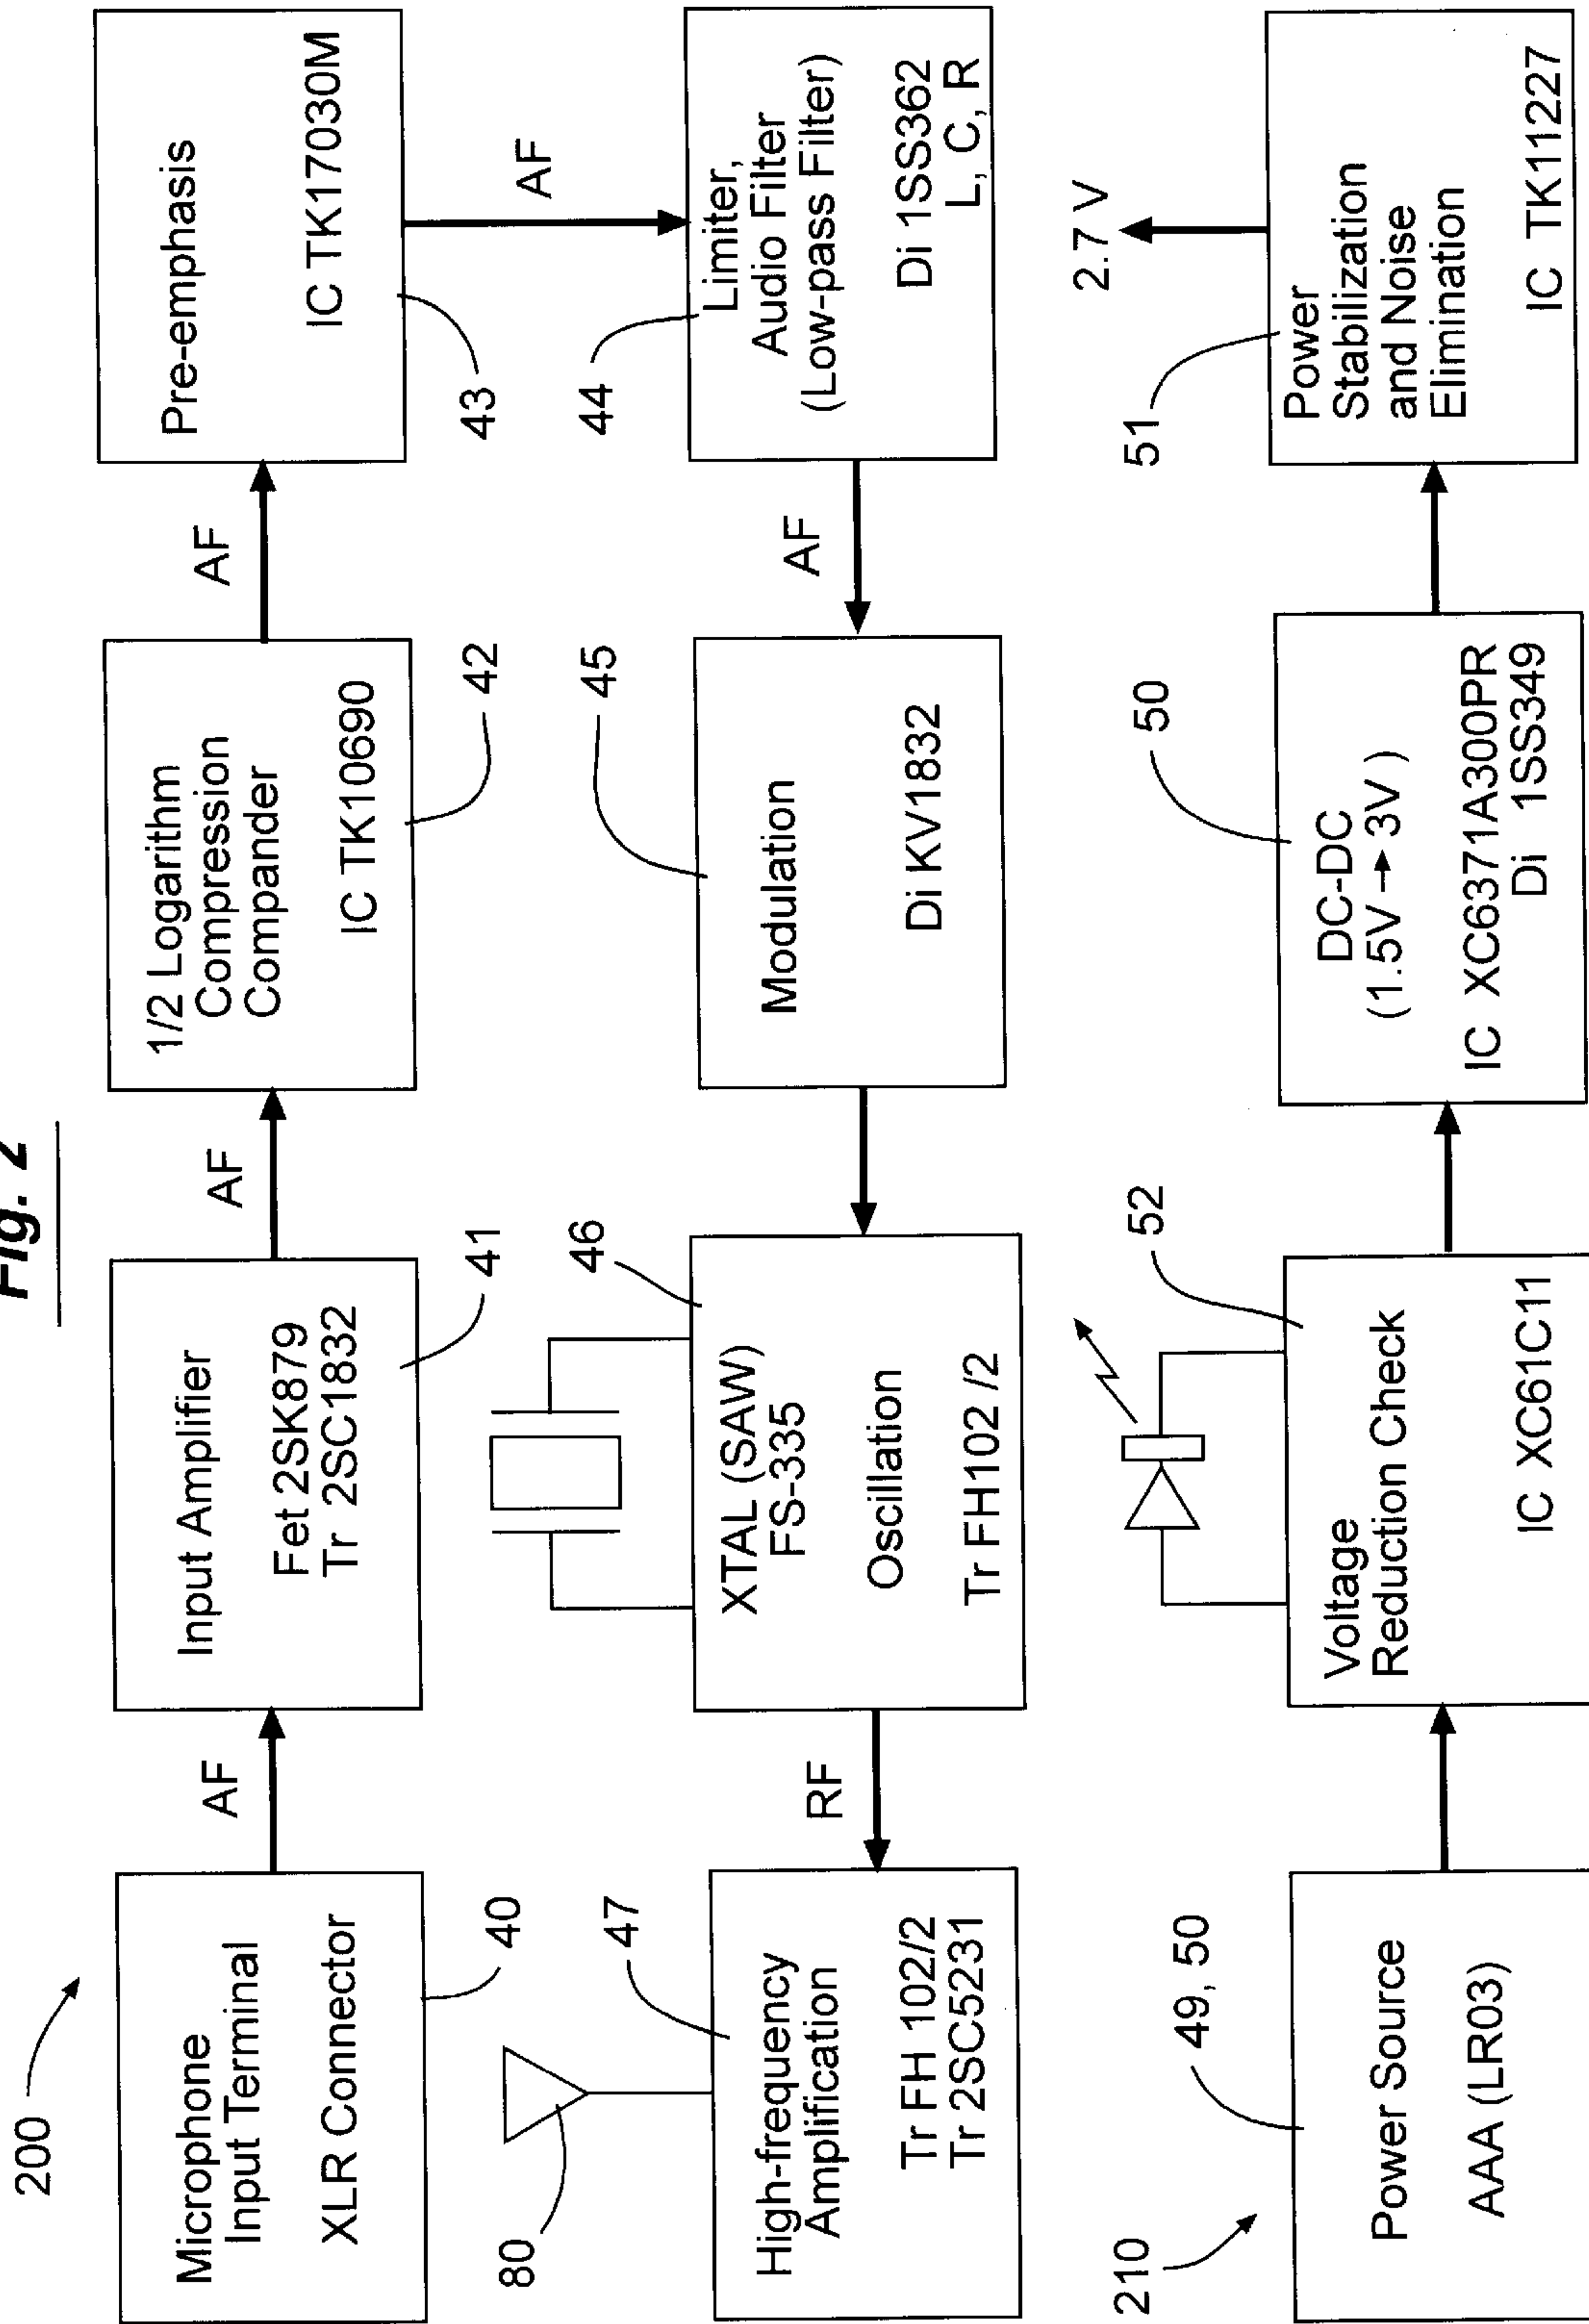 Fig. 2
200
Microphone
Input Terminal
XLR Connector
40
AF
Input Amplifier
Fet 2SK879
Tr 2SC1832
41
AF
1/2 Logarithm
Compression
Compander
IC TK10690
42
AF
Pre-emphasis
IC TK17030M
43
AF
80
High-frequency
Amplification
Tr FH 102/2
Tr 2SC5231
47
RF
XTAL (SAW)
FS-335
Oscillation
Tr FH102 /2
46
Modulation
Di KV1832
45
AF
Limiter,
Audio Filter
(Low-pass Filter)
Di 1SS362
L, C, R
44
210
Power Source
AAA (LR03)
49, 50
Voltage
Reduction Check
IC XC61C11
52
DC-DC
(1.5V → 3V )
IC XC6371A300PR
Di 1SS349
50
Power
Stabilization
and Noise
Elimination
IC TK11227
51
2.7 V